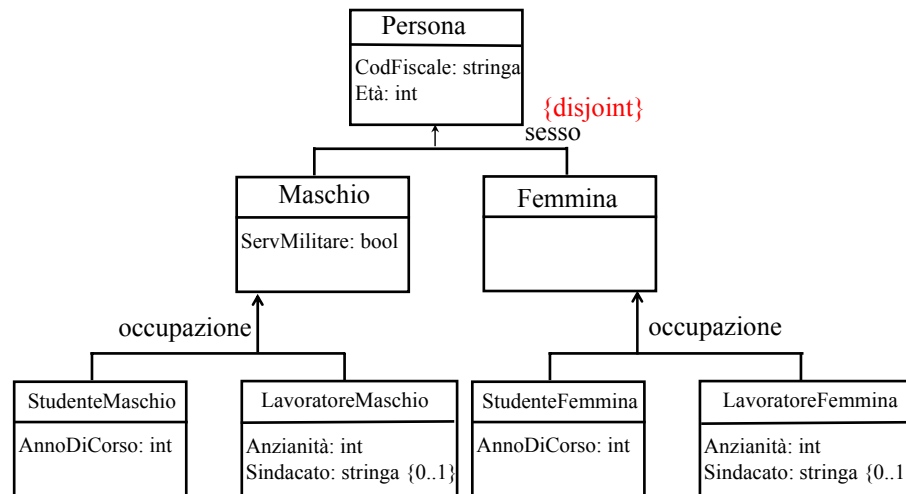 Persona
CodFiscale: stringa
Età: int
{disjoint}
sesso
Maschio
ServMilitare: bool
Femmina
occupazione
occupazione
StudenteMaschio
AnnoDiCorso: int
LavoratoreMaschio
Anzianità: int
Sindacato: stringa {0..1}
StudenteFemmina
AnnoDiCorso: int
LavoratoreFemmina
Anzianità: int
Sindacato: stringa {0..1